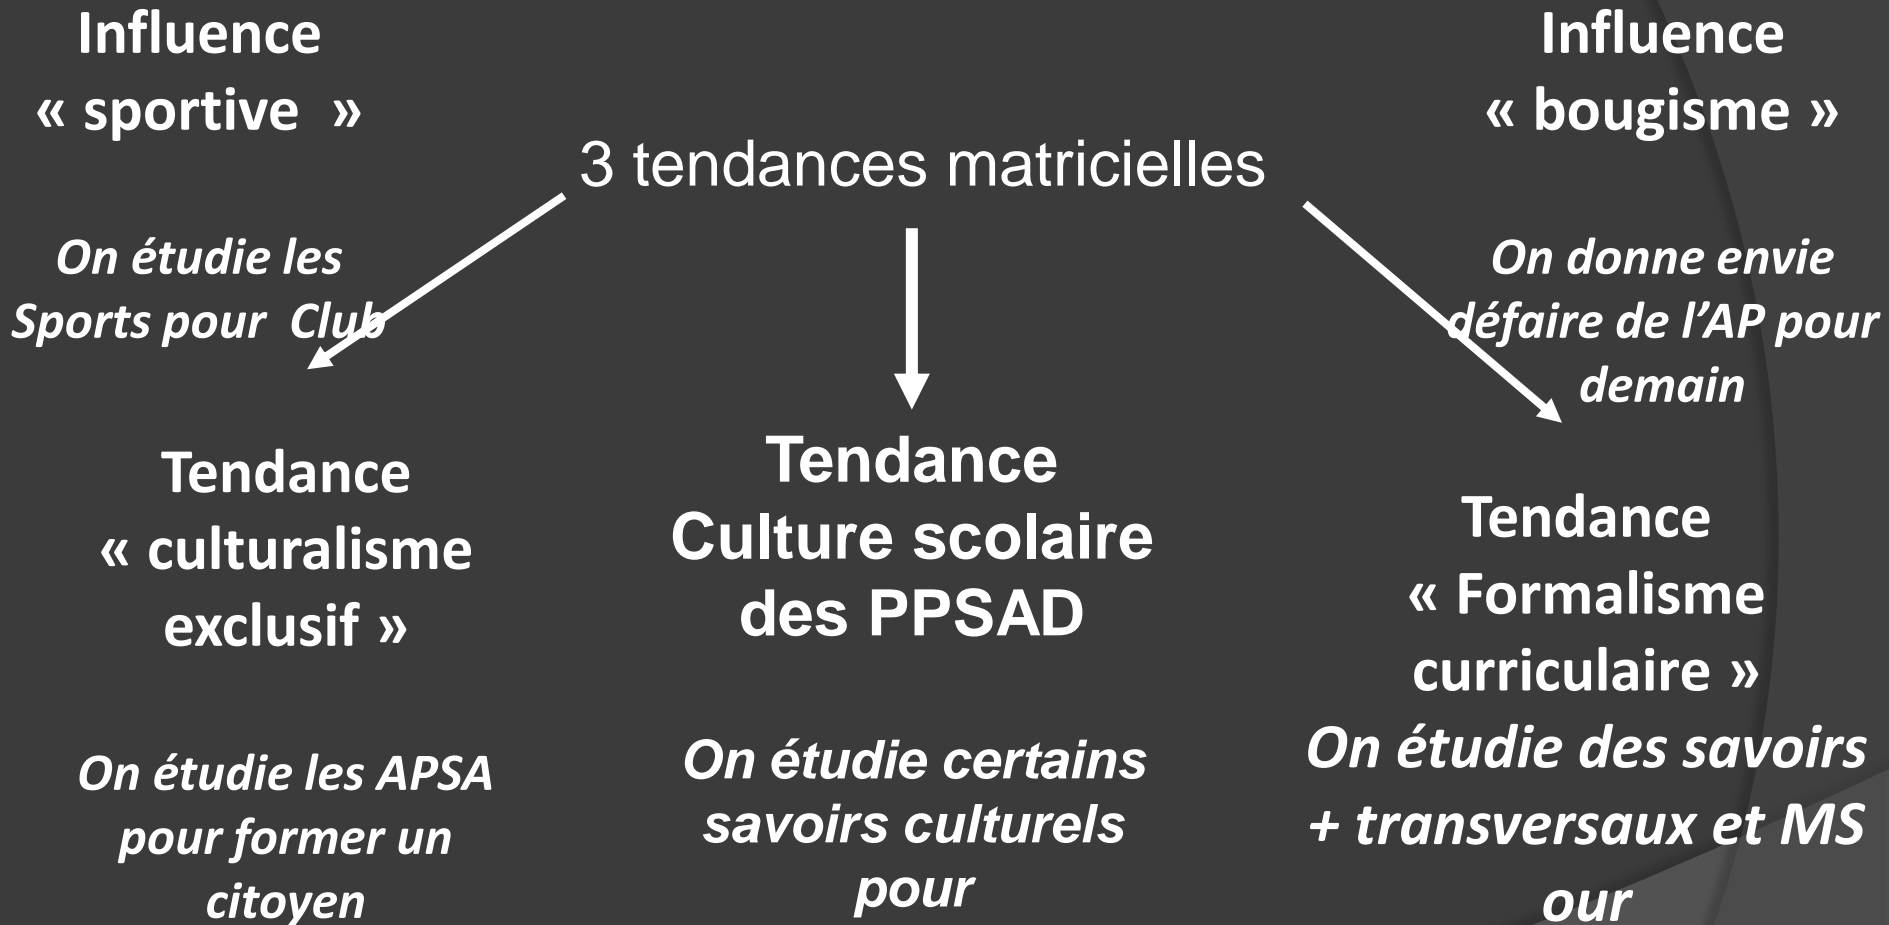 Influence
« sportive »
On étudie les
Sports pour Club
Influence
« bougisme »
On donne envie
défaire de l’AP pour
demain
3 tendances matricielles
Tendance
« culturalisme
exclusif »
On étudie les APSA
pour former un
citoyen
Tendance
Culture scolaire
des PPSAD
On étudie certains
savoirs culturels
pour
Tendance
« Formalisme
curriculaire »
On étudie des savoirs
+ transversaux et MS
our